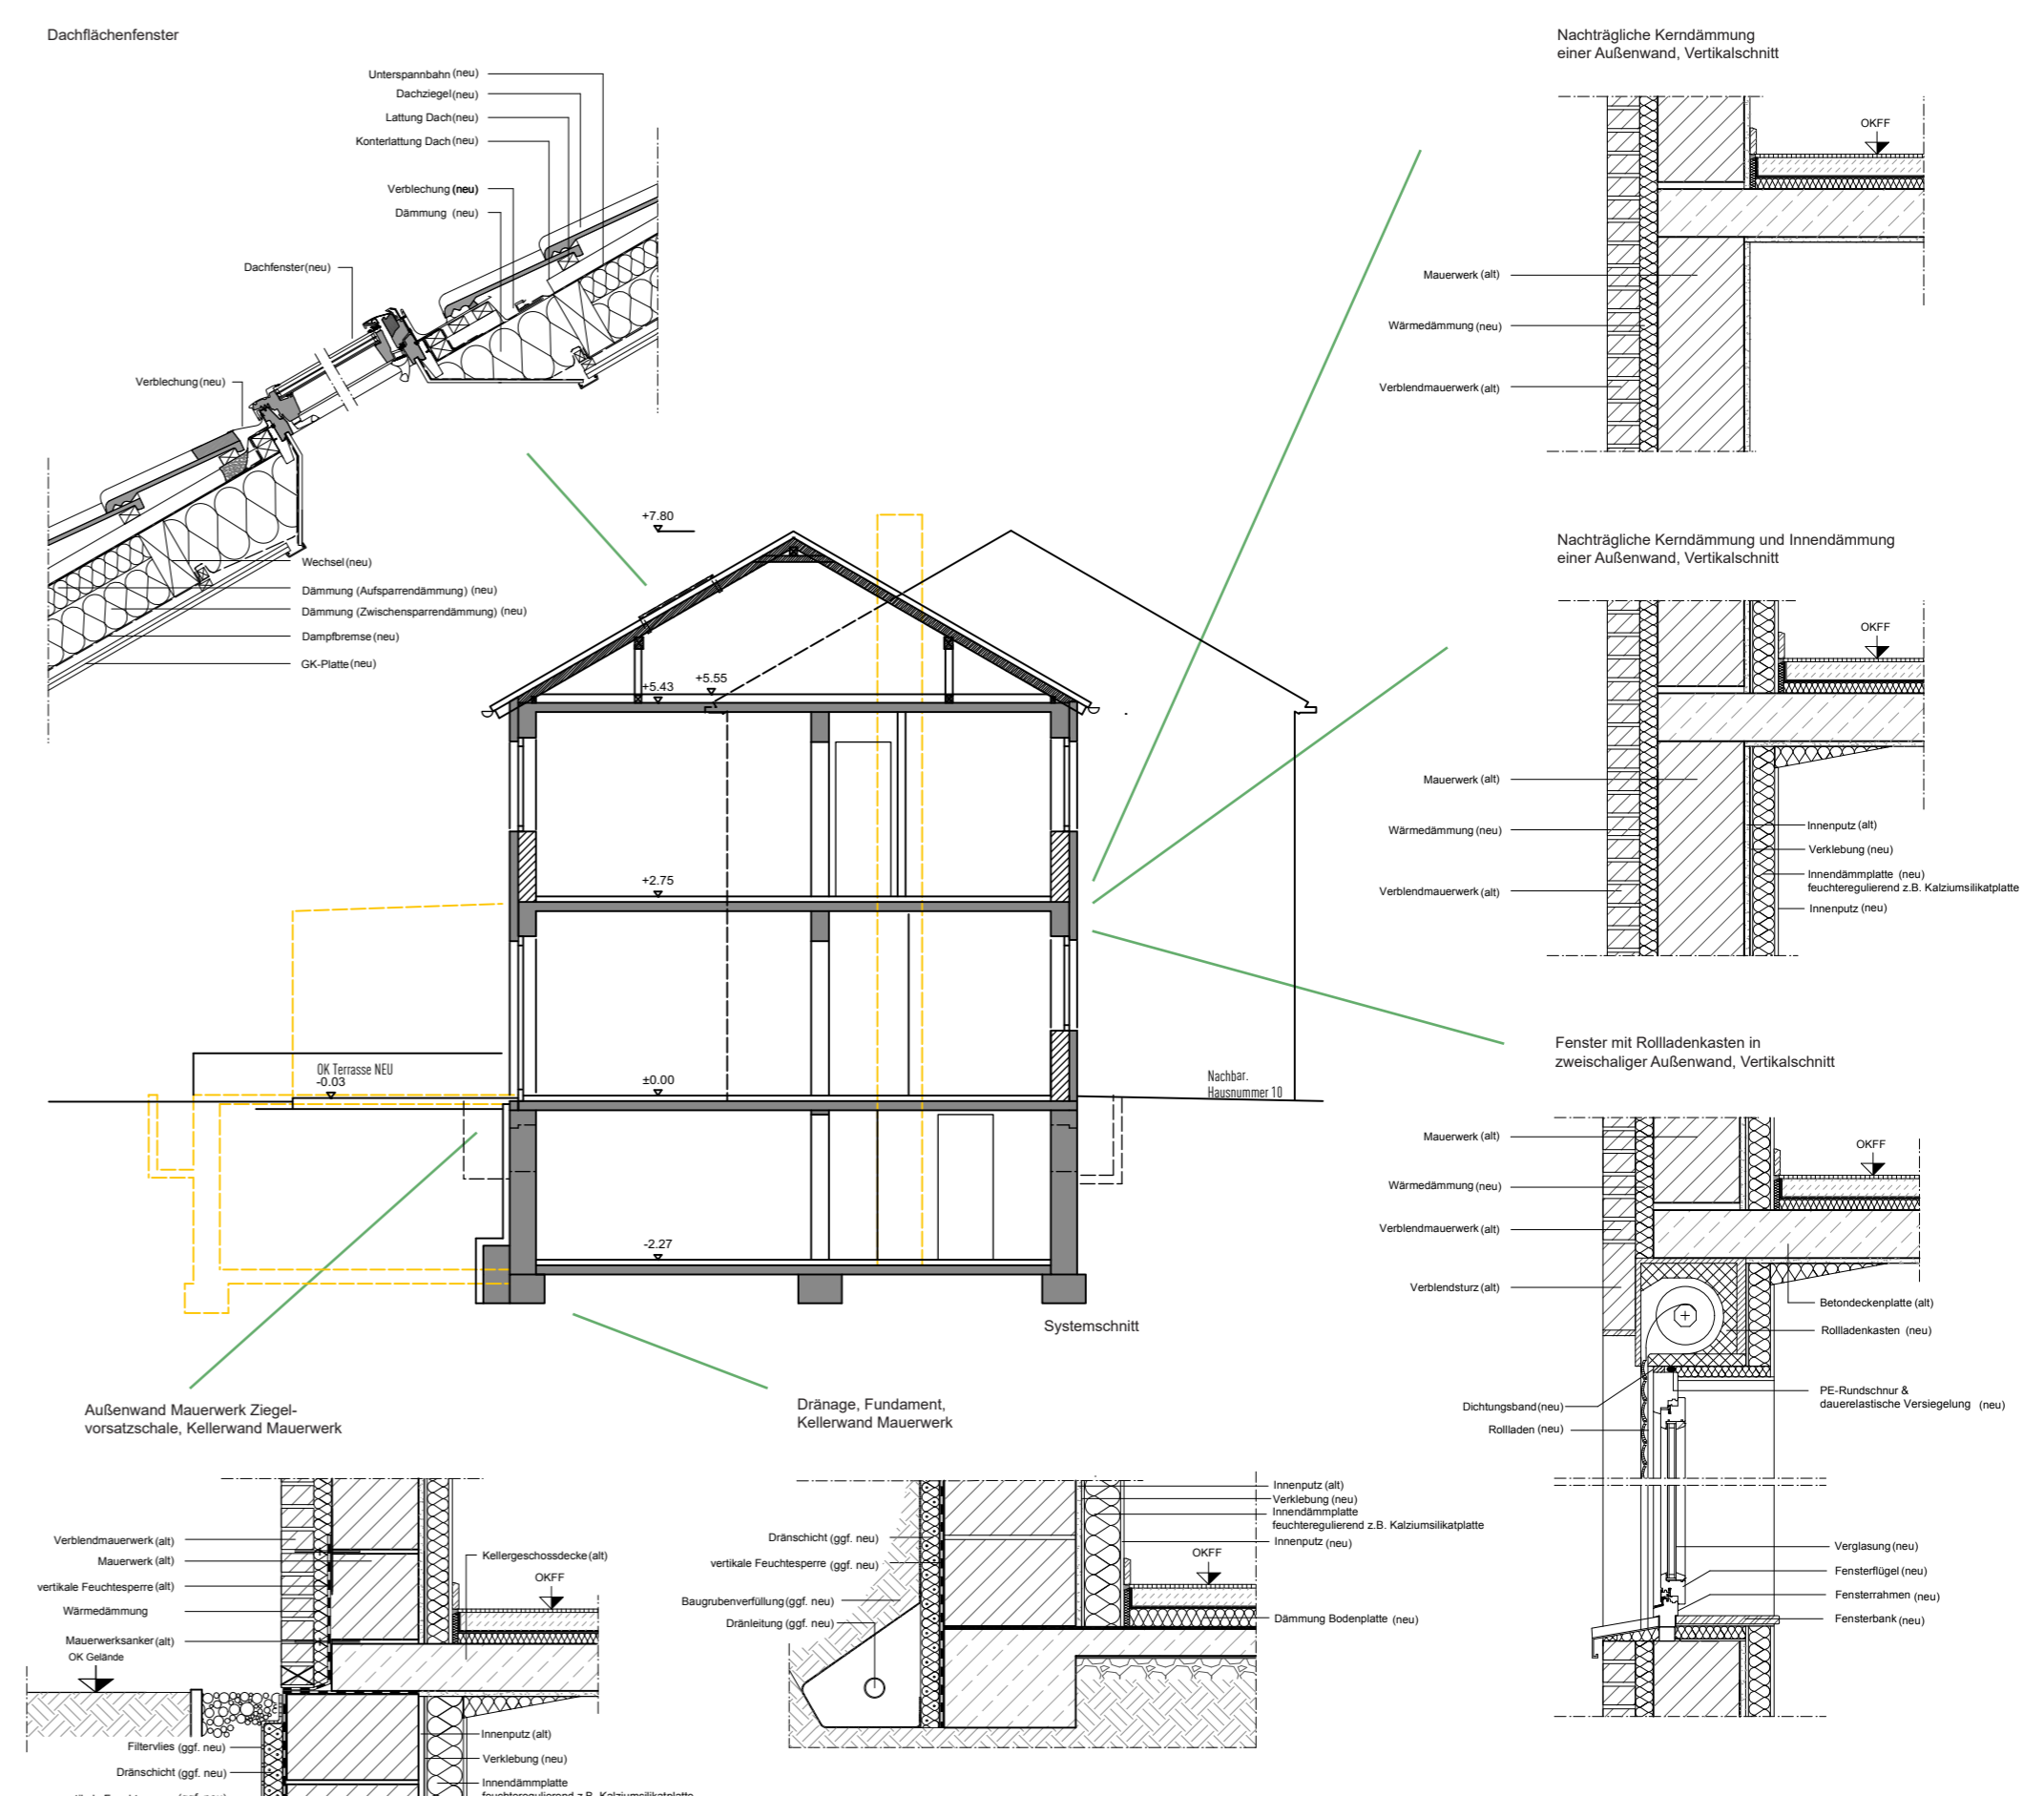 Dachflächenfenster
Unterspannbahn (neu)
Dachziegel (neu)
Lattung Dach (neu)
Konterlattung Dach (neu)
Verblechung (neu)
Dämmung (neu)
Dachfenster (neu)
Verblechung (neu)
Wechsel (neu)
Dämmung (Aufsparrendämmung) (neu)
Dämmung (Zwischensparrendämmung) (neu)
Dampfbremse (neu)
GK-Platte (neu)
Nachträgliche Kerndämmung
einer Außenwand, Vertikalschnitt
OKFF
Mauerwerk (alt)
Wärmedämmung (neu)
Verblendmauerwerk (alt)
Nachträgliche Kerndämmung und Innendämmung
einer Außenwand, Vertikalschnitt
OKFF
Mauerwerk (alt)
Wärmedämmung (neu)
Verblendmauerwerk (alt)
Innenputz (alt)
Verklebung (neu)
Innendämmplatte (neu)
feuchteregulierend z.B. Kalziumsilikatplatte
Innenputz (neu)
+7.80
+5.43
+5.55
+2.75
±0.00
-2.27
OK Terrasse NEU
-0.03
Nachbar.
Hausnummer 10
Systemschnitt
Fenster mit Rollladenkasten in
zweischaliger Außenwand, Vertikalschnitt
Mauerwerk (alt)
OKFF
Wärmedämmung (neu)
Verblendmauerwerk (alt)
Verblendsturz (alt)
Betondeckenplatte (alt)
Rollladenkasten (neu)
PE-Rundschnur &
dauerelastische Versiegelung (neu)
Dichtungsband (neu)
Rollladen (neu)
Verglasung (neu)
Fensterflügel (neu)
Fensterrahmen (neu)
Fensterbank (neu)
Außenwand Mauerwerk Ziegel-
vorsatzschale, Kellerwand Mauerwerk
Verblendmauerwerk (alt)
Mauerwerk (alt)
vertikale Feuchtesperre (alt)
Wärmedämmung
Mauerwerksanker (alt)
OK Gelände
Kellergeschossdecke (alt)
OKFF
Filtervlies (ggf. neu)
Dränschicht (ggf. neu)
Innenputz (alt)
Verklebung (neu)
Innendämmplatte
feuchteregulierend z.B. Kalziumsilikatplatte
Dränage, Fundament,
Kellerwand Mauerwerk
Dränschicht (ggf. neu)
vertikale Feuchtesperre (ggf. neu)
Baugrubenverfüllung (ggf. neu)
Dränleitung (ggf. neu)
Innenputz (alt)
Verklebung (neu)
Innendämmplatte
feuchteregulierend z.B. Kalziumsilikatplatte
Innenputz (neu)
OKFF
Dämmung Bodenplatte (neu)